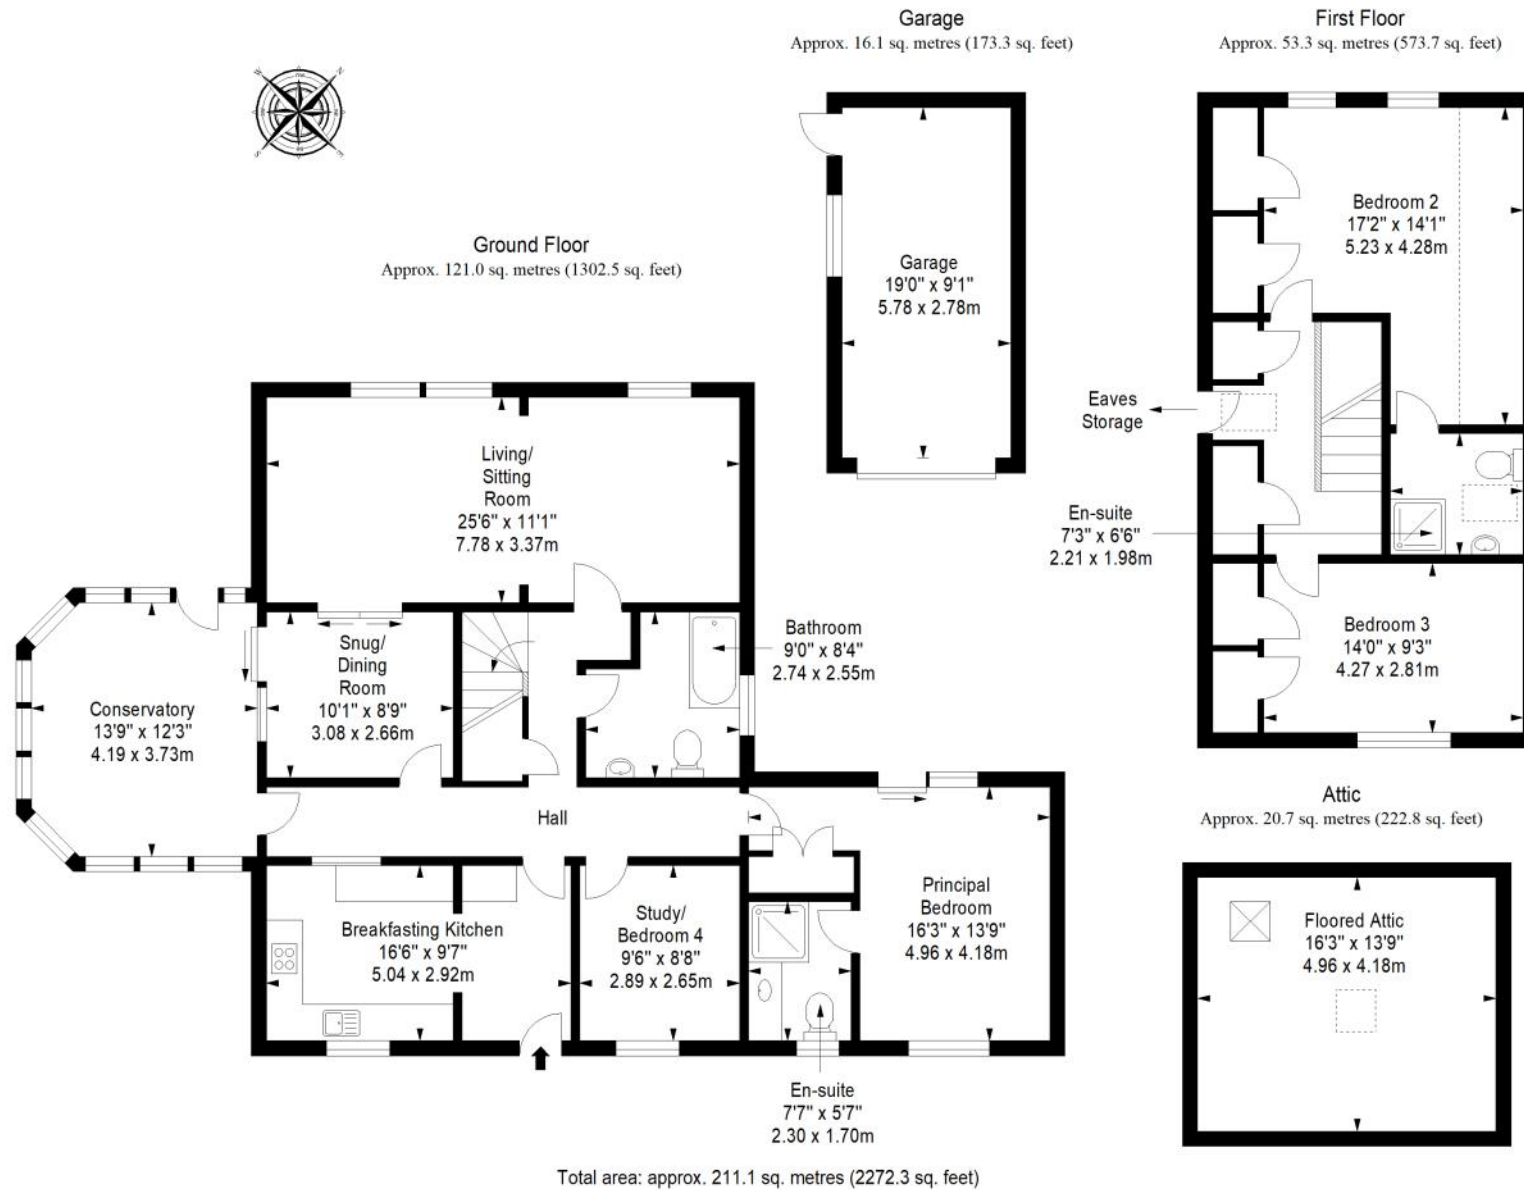 Garage
Approx. 16.1 sq. metres (173.3 sq. feet)
First Floor
Approx. 53.3 sq. metres (573.7 sq. feet)
W
N
S
E
Ground Floor
Approx. 121.0 sq. metres (1302.5 sq. feet)
Garage
19'0" x 9'1"
5.78 x 2.78m
Bedroom 2
17'2" x 14'1"
5.23 x 4.28m
Eaves
Storage
En-suite
7'3" x 6'6"
2.21 x 1.98m
Bedroom 3
14'0" x 9'3"
4.27 x 2.81m
Living/
Sitting
Room
25'6" x 11'1"
7.78 x 3.37m
Snug/
Dining
Room
10'1" x 8'9"
3.08 x 2.66m
Bathroom
9'0" x 8'4"
2.74 x 2.55m
Conservatory
13'9" x 12'3"
4.19 x 3.73m
Hall
Breakfasting Kitchen
16'6" x 9'7"
5.04 x 2.92m
Study/
Bedroom 4
9'6" x 8'8"
2.89 x 2.65m
Principal
Bedroom
16'3" x 13'9"
4.96 x 4.18m
En-suite
7'7" x 5'7"
2.30 x 1.70m
Attic
Approx. 20.7 sq. metres (222.8 sq. feet)
Floored Attic
16'3" x 13'9"
4.96 x 4.18m
Total area: approx. 211.1 sq. metres (2272.3 sq. feet)